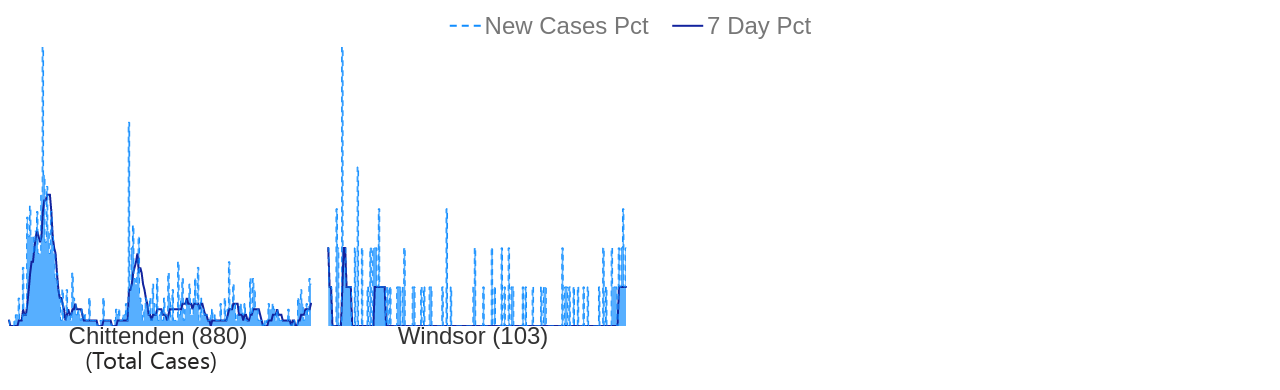 New Cases Pct 7 Day Pct
Chittenden (880) Windsor (103)
(Total Cases)